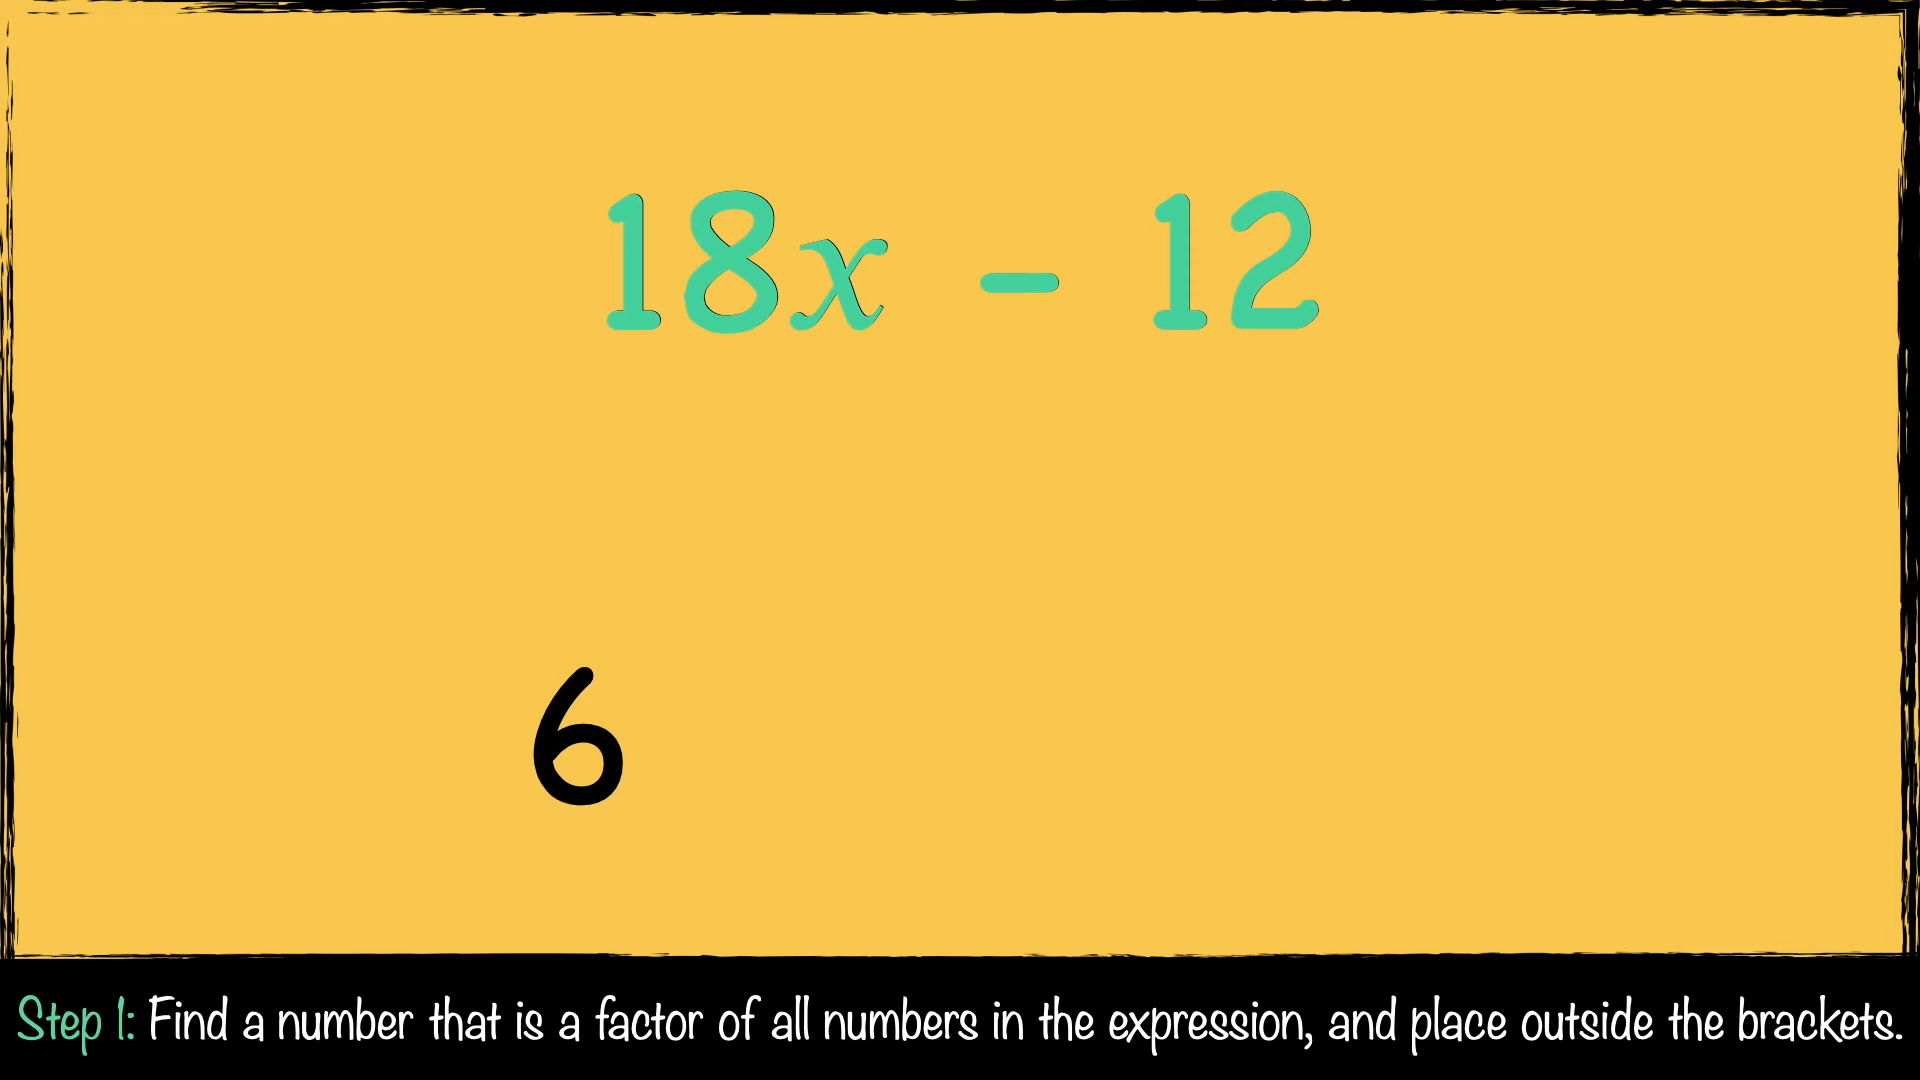 18x - 12
6
Step 1: Find a number that is a factor of all numbers in the expression, and place outside the brackets.